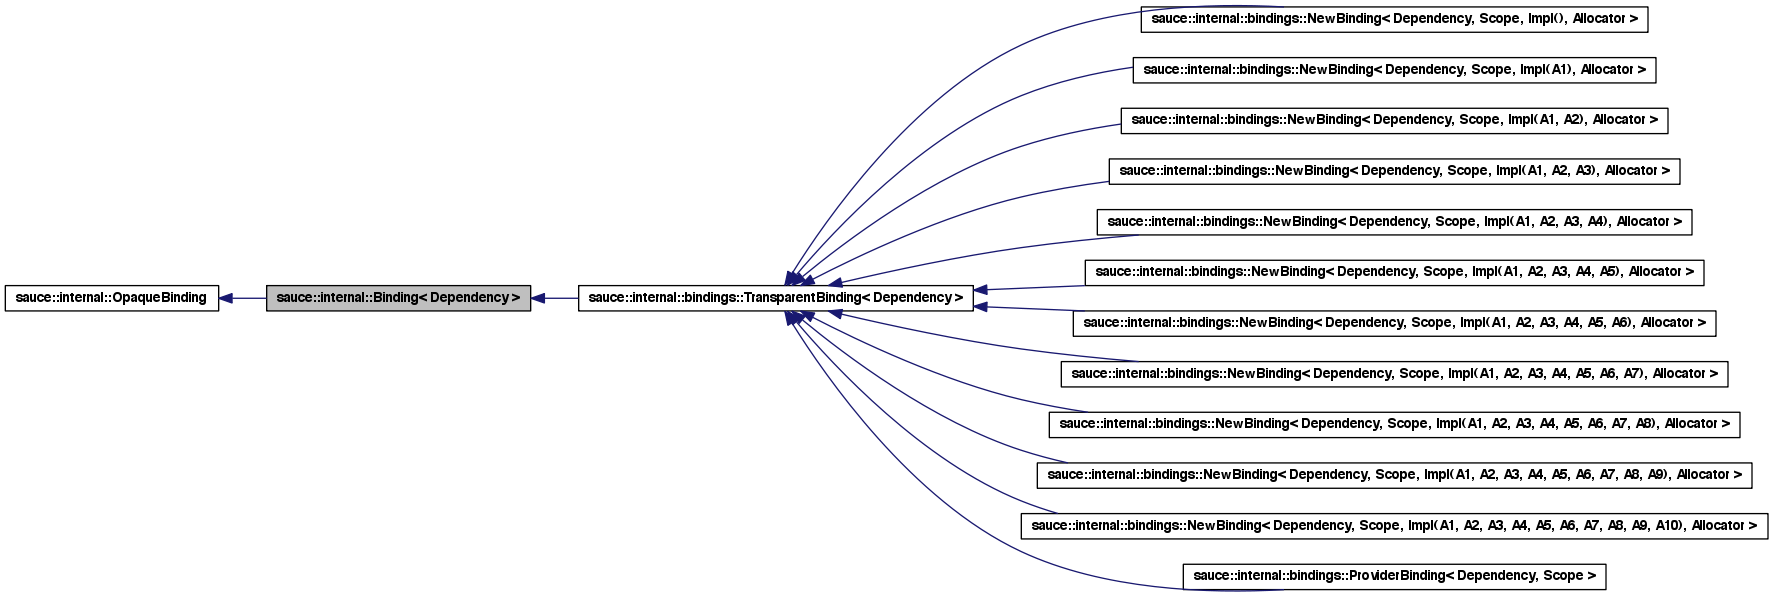 sauce::internal::bindings::NewBinding< Dependency, Scope, Impl(), Allocator >
sauce::internal::bindings::NewBinding< Dependency, Scope, Impl(A1), Allocator >
sauce::internal::bindings::NewBinding< Dependency, Scope, Impl(A1, A2), Allocator >
sauce::internal::bindings::NewBinding< Dependency, Scope, Impl(A1, A2, A3), Allocator >
sauce::internal::bindings::NewBinding< Dependency, Scope, Impl(A1, A2, A3, A4), Allocator >
sauce::internal::bindings::NewBinding< Dependency, Scope, Impl(A1, A2, A3, A4, A5), Allocator >
sauce::internal::OpaqueBinding
sauce::internal::Binding< Dependency >
sauce::internal::bindings::TransparentBinding< Dependency >
sauce::internal::bindings::NewBinding< Dependency, Scope, Impl(A1, A2, A3, A4, A5, A6), Allocator >
sauce::internal::bindings::NewBinding< Dependency, Scope, Impl(A1, A2, A3, A4, A5, A6, A7), Allocator >
sauce::internal::bindings::NewBinding< Dependency, Scope, Impl(A1, A2, A3, A4, A5, A6, A7, A8), Allocator >
sauce::internal::bindings::NewBinding< Dependency, Scope, Impl(A1, A2, A3, A4, A5, A6, A7, A8, A9), Allocator >
sauce::internal::bindings::NewBinding< Dependency, Scope, Impl(A1, A2, A3, A4, A5, A6, A7, A8, A9, A10), Allocator >
sauce::internal::bindings::ProviderBinding< Dependency, Scope >